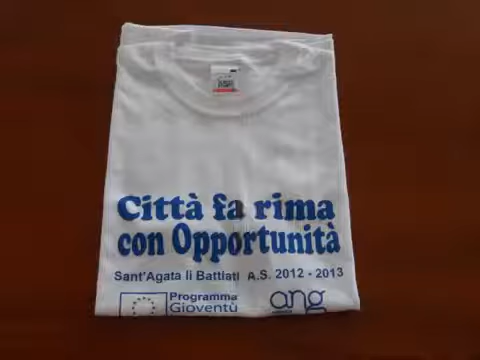 Città fa rima
con Opportunità
Sant'Agata li Battiati A.S. 2012 - 2013
Programma
Gioventù
ang